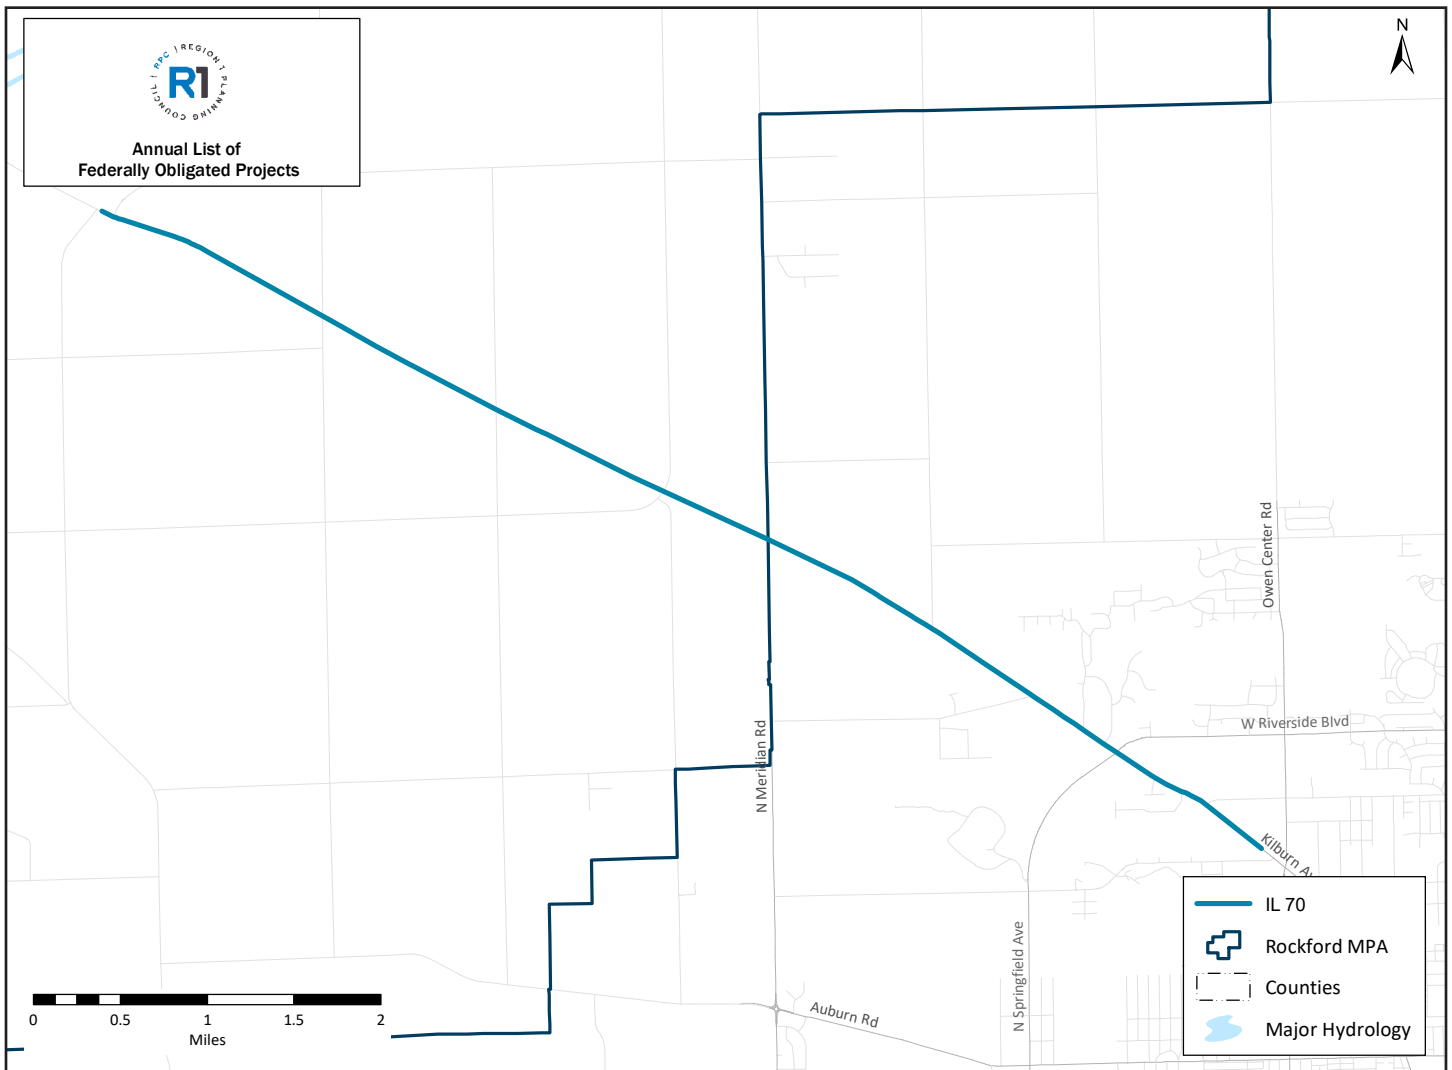 RPC | REGION 1 PLANNING COUNCIL |
R1
Annual List of
Federally Obligated Projects
N
Owen Center Rd
W Riverside Blvd
N Meridian Rd
Kilburn Av
N Springfield Ave
Auburn Rd
IL 70
Rockford MPA
Counties
Major Hydrology
0 0.5 1 1.5 2
Miles